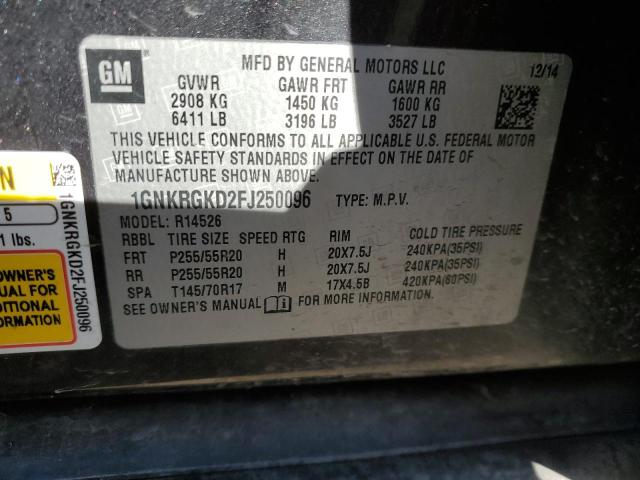 GM
MFD BY GENERAL MOTORS LLC
12/14
GVWR GAWR FRT GAWR RR
2908 KG 1450 KG 1600 KG
6411 LB 3196 LB 3527 LB
THIS VEHICLE CONFORMS TO ALL APPLICABLE U.S. FEDERAL MOTOR
VEHICLE SAFETY STANDARDS IN EFFECT ON THE DATE OF
MANUFACTURE SHOWN ABOVE.
1GNKRGKD2FJ250096 TYPE: M.P.V.
MODEL: R14526
RBBL TIRE SIZE SPEED RTG RIM COLD TIRE PRESSURE
FRT P255/55R20 H 20X7.5J 240KPA(35PSI)
RR P255/55R20 H 20X7.5J 240KPA(35PSI)
SPA T145/70R17 M 17X4.5B 420KPA(60PSI)
SEE OWNER'S MANUAL FOR MORE INFORMATION.
N
5
1 lbs.
OWNER'S
UAL FOR
DITIONAL
ORMATION
1GNKRGKD2FJ250096